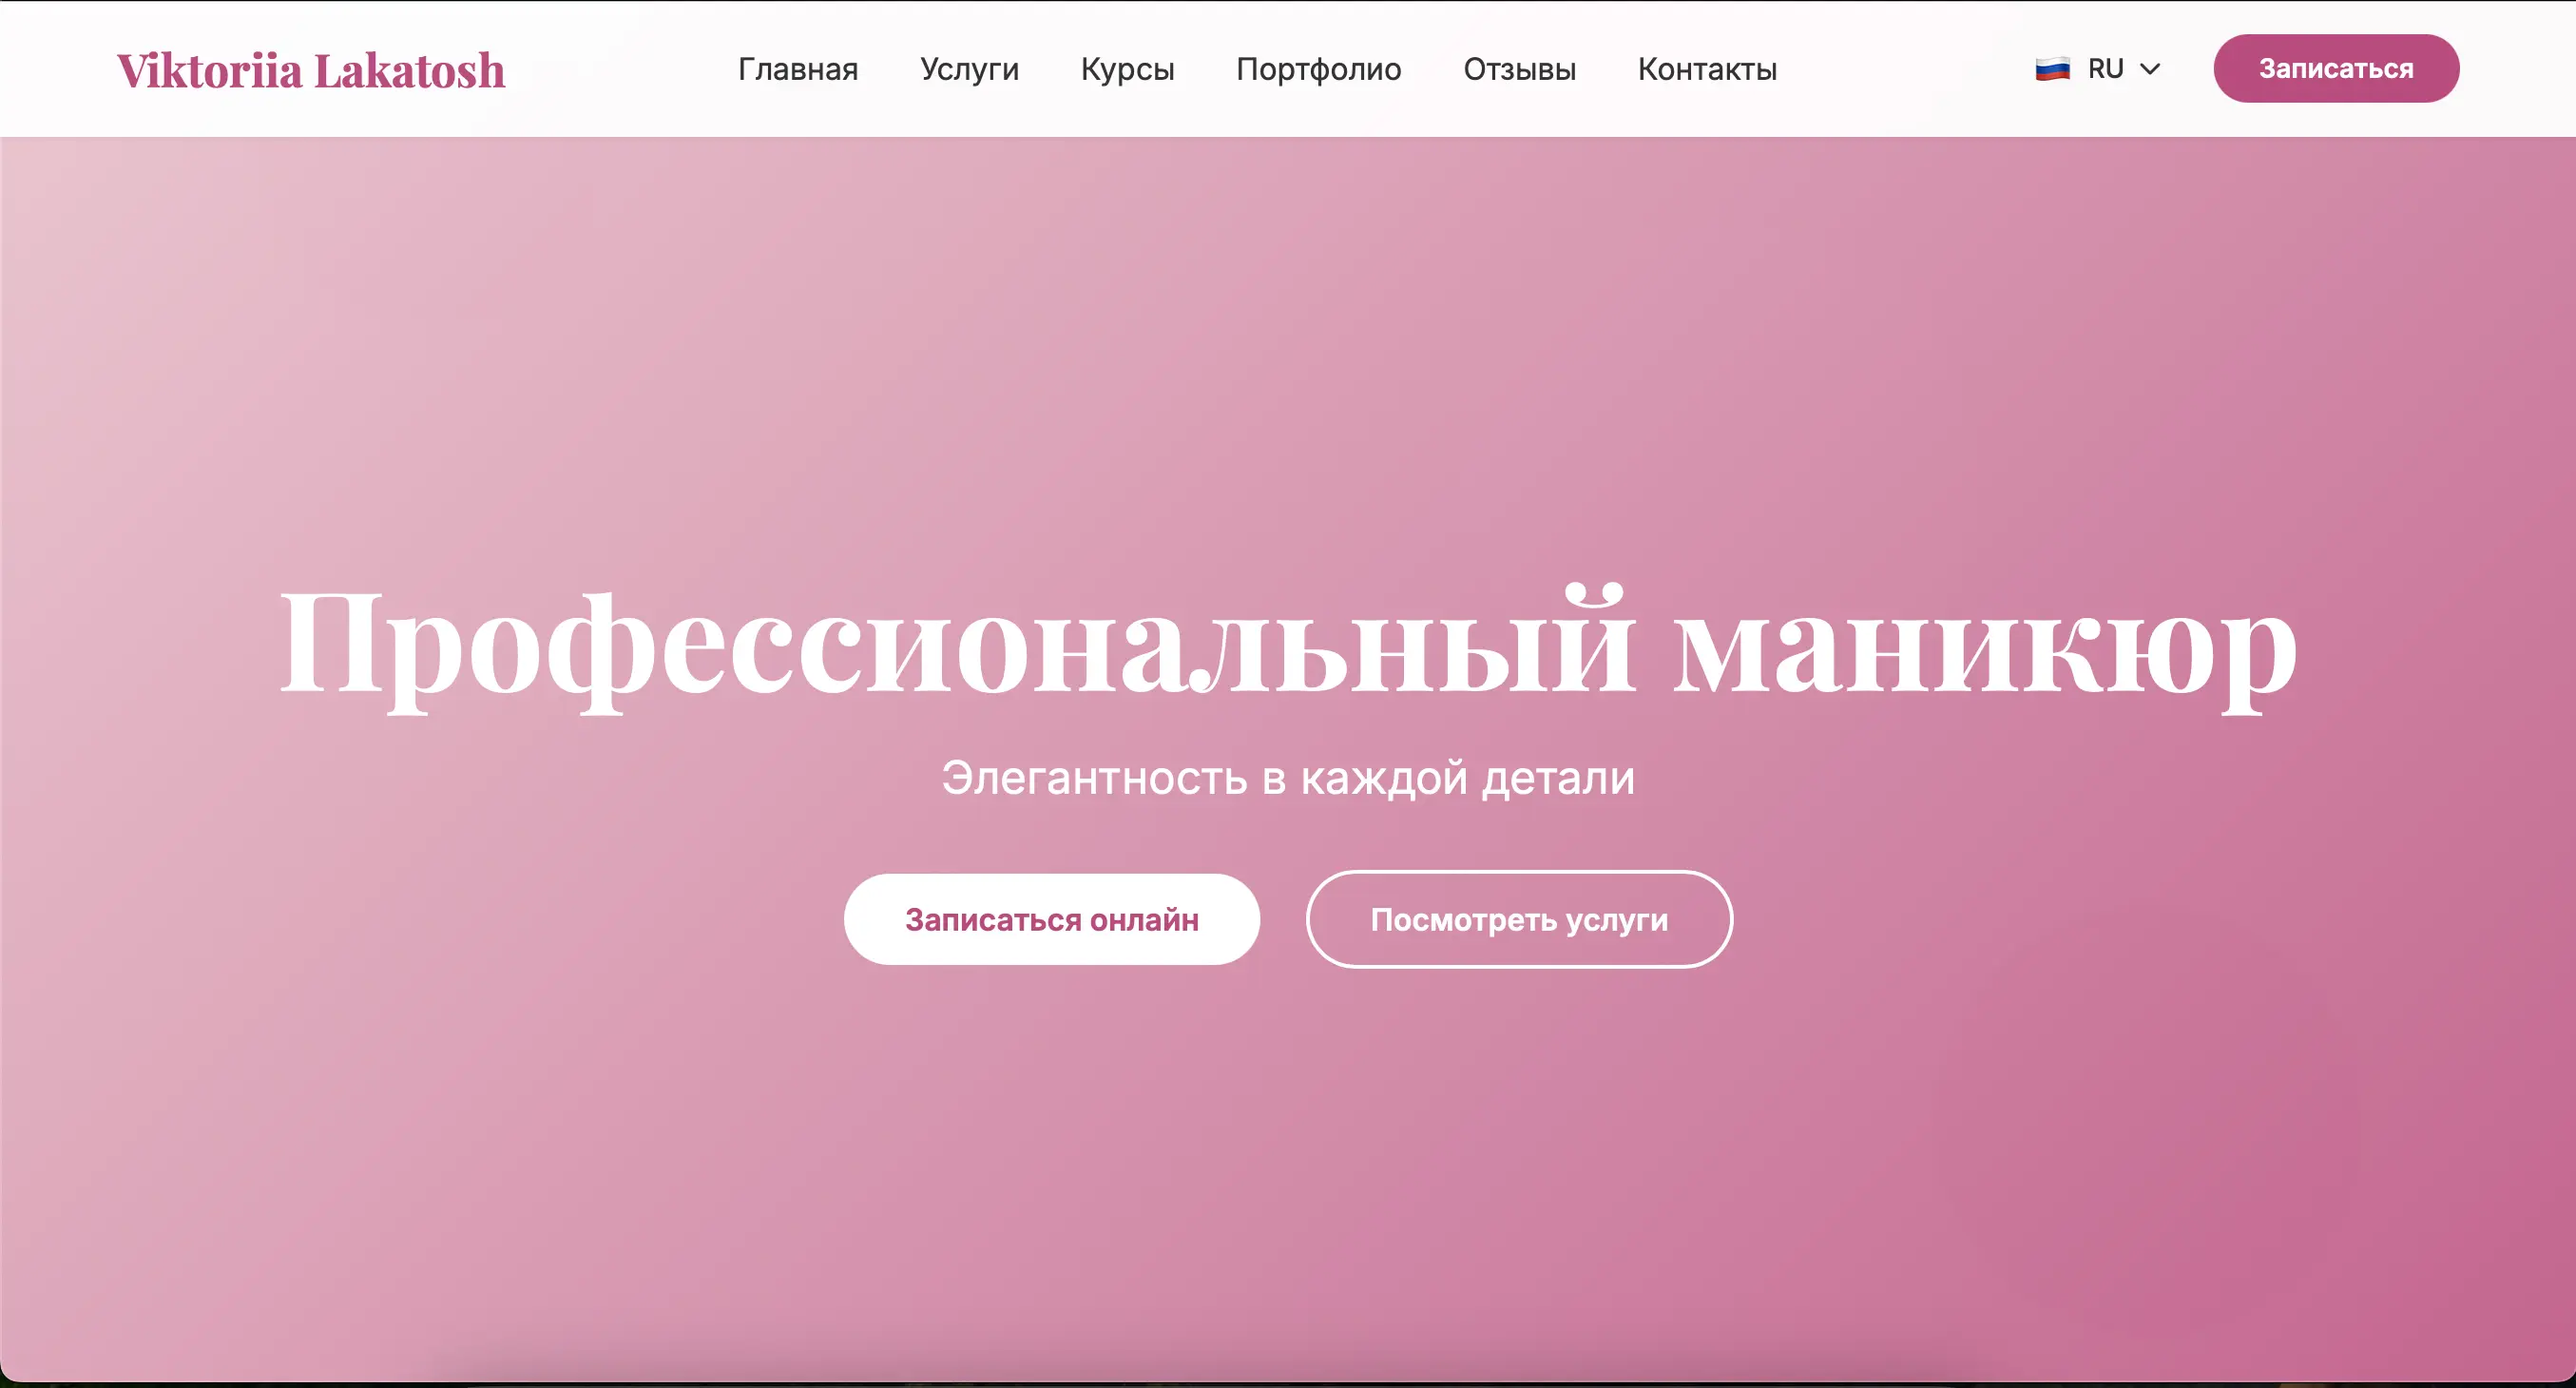 Viktoriia Lakatosh Главная Услуги Курсы Портфолио Отзывы Контакты RU Записаться
Профессиональный маникюр
Элегантность в каждой детали
Записаться онлайн Посмотреть услуги